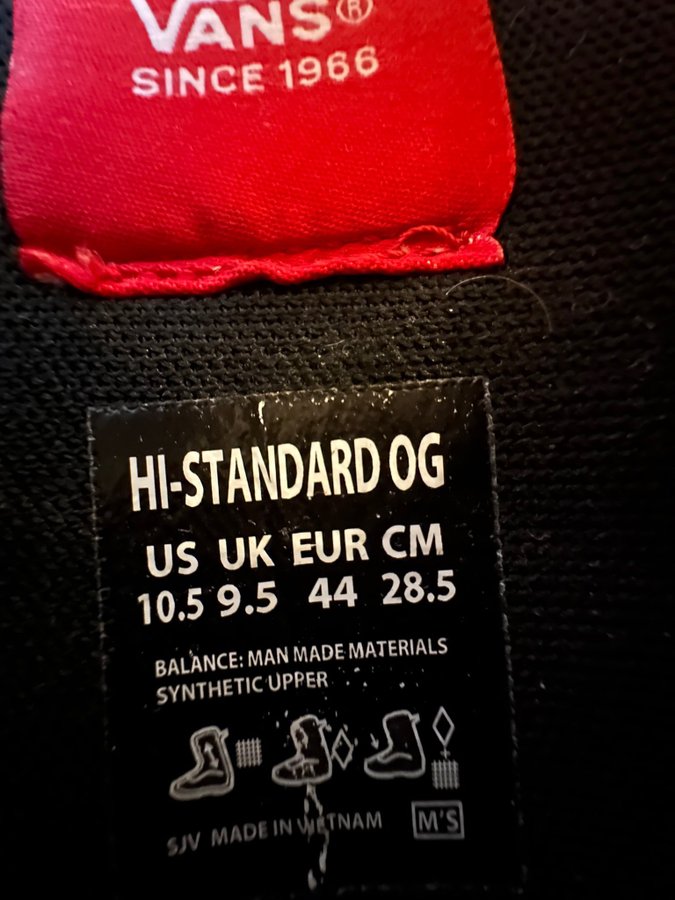 VANS®
SINCE 1966
HI-STANDARD OG
US UK EUR CM
10.5 9.5 44 28.5
BALANCE: MAN MADE MATERIALS
SYNTHETIC UPPER
SJV MADE IN VIETNAM M'S